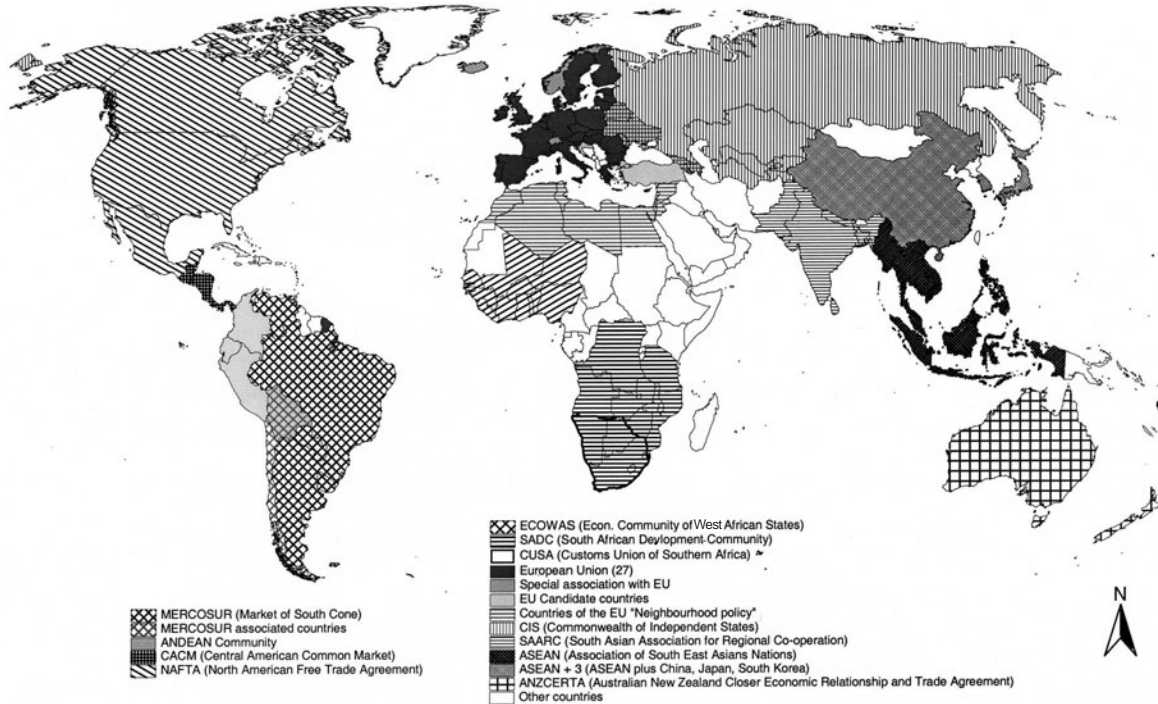 MERCOSUR (Market of South Cone)
MERCOSUR associated countries
ANDEAN Community
CACM (Central American Common Market)
NAFTA (North American Free Trade Agreement)
ECOWAS (Econ. Community of West African States)
SADC (South African Devlopment-Community)
CUSA (Customs Union of Southern Africa)
European Union (27)
Special association with EU
EU Candidate countries
Countries of the EU "Neighbourhood policy"
CIS (Commonwealth of Independent States)
SAARC (South Asian Association for Regional Co-operation)
ASEAN (Association of South East Asians Nations)
ASEAN + 3 (ASEAN plus China, Japan, South Korea)
ANZCERTA (Australian New Zealand Closer Economic Relationship and Trade Agreement)
Other countries
N